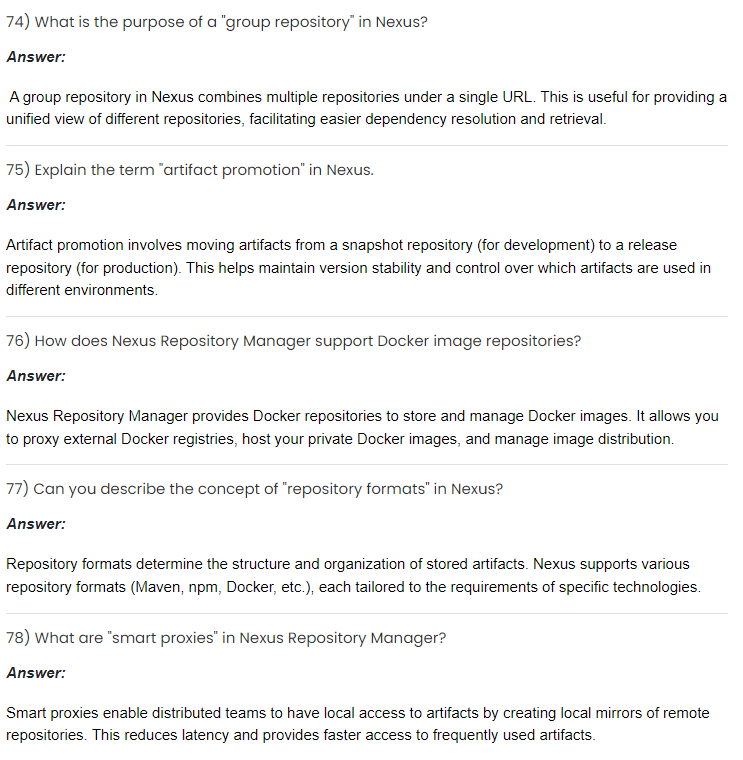 74) What is the purpose of a "group repository" in Nexus?
Answer:
A group repository in Nexus combines multiple repositories under a single URL. This is useful for providing a
unified view of different repositories, facilitating easier dependency resolution and retrieval.
75) Explain the term "artifact promotion" in Nexus.
Answer:
Artifact promotion involves moving artifacts from a snapshot repository (for development) to a release
repository (for production). This helps maintain version stability and control over which artifacts are used in
different environments.
76) How does Nexus Repository Manager support Docker image repositories?
Answer:
Nexus Repository Manager provides Docker repositories to store and manage Docker images. It allows you
to proxy external Docker registries, host your private Docker images, and manage image distribution.
77) Can you describe the concept of "repository formats" in Nexus?
Answer:
Repository formats determine the structure and organization of stored artifacts. Nexus supports various
repository formats (Maven, npm, Docker, etc.), each tailored to the requirements of specific technologies.
78) What are "smart proxies" in Nexus Repository Manager?
Answer:
Smart proxies enable distributed teams to have local access to artifacts by creating local mirrors of remote
repositories. This reduces latency and provides faster access to frequently used artifacts.